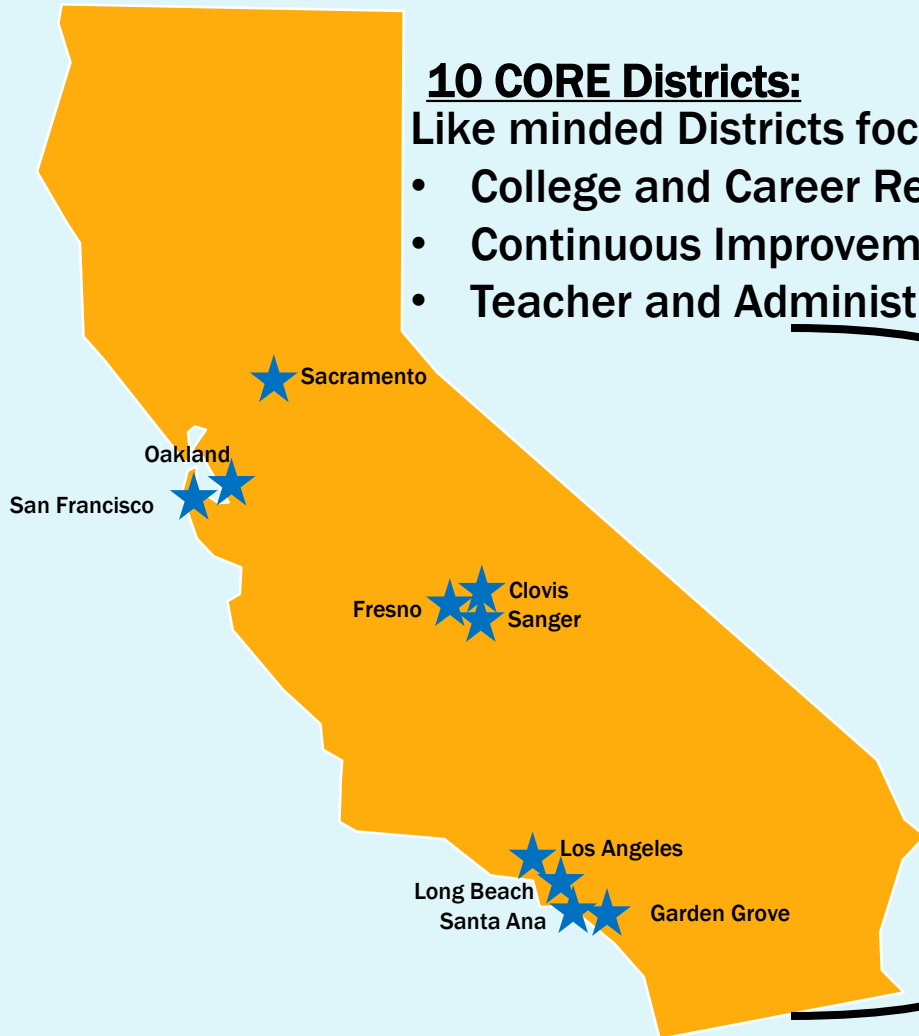 10 CORE Districts:
Like minded Districts foc
• College and Career Re
• Continuous Improvem
• Teacher and Administ
Sacramento
Oakland
San Francisco
Clovis
Fresno
Sanger
Los Angeles
Long Beach
Santa Ana
Garden Grove